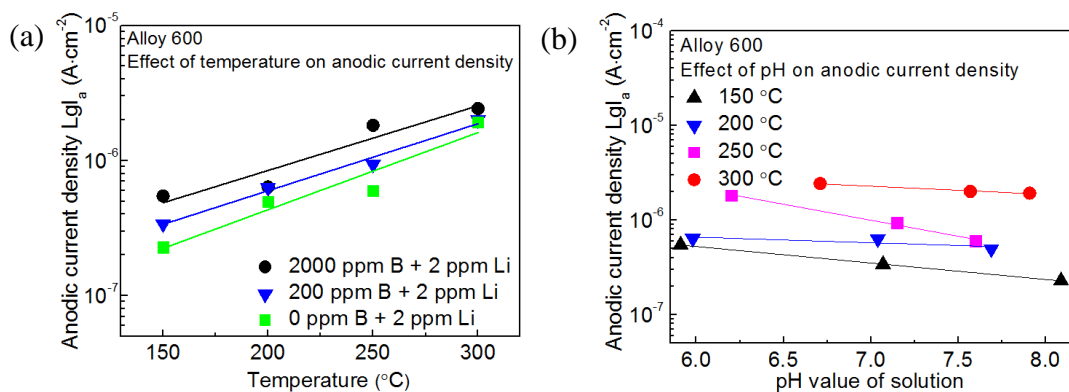 (a)
Anodic current density LgIₐ (A·cm⁻²)
10⁻⁵
10⁻⁶
10⁻⁷
Alloy 600
Effect of temperature on anodic current density
2000 ppm B + 2 ppm Li
200 ppm B + 2 ppm Li
0 ppm B + 2 ppm Li
150 200 250 300
Temperature (°C)
(b)
Anodic current density LgIₐ (A·cm⁻²)
10⁻⁴
10⁻⁵
10⁻⁶
10⁻⁷
Alloy 600
Effect of pH on anodic current density
150 °C
200 °C
250 °C
300 °C
6.0 6.5 7.0 7.5 8.0
pH value of solution